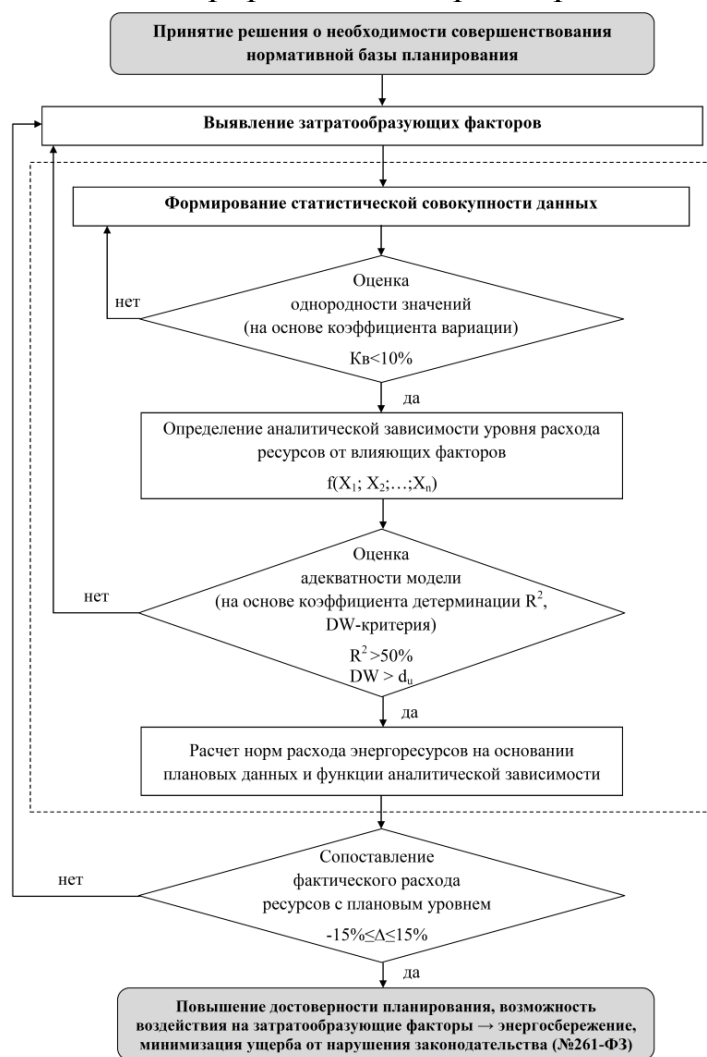 Принятие решения о необходимости совершенствования
нормативной базы планирования
Выявление затратообразующих факторов
Формирование статистической совокупности данных
Оценка
однородности значений
(на основе коэффициента вариации)
Кв<10%
нет
да
Определение аналитической зависимости уровня расхода
ресурсов от влияющих факторов
f(X₁; X₂;…;Xₙ)
Оценка
адекватности модели
(на основе коэффициента детерминации R²,
DW-критерия)
R² >50%
DW > dᵤ
нет
да
Расчет норм расхода энергоресурсов на основании
плановых данных и функции аналитической зависимости
Сопоставление
фактического расхода
ресурсов с плановым уровнем
-15%≤Δ≤15%
нет
да
Повышение достоверности планирования, возможность
воздействия на затратообразующие факторы → энергосбережение,
минимизация ущерба от нарушения законодательства (№261-ФЗ)